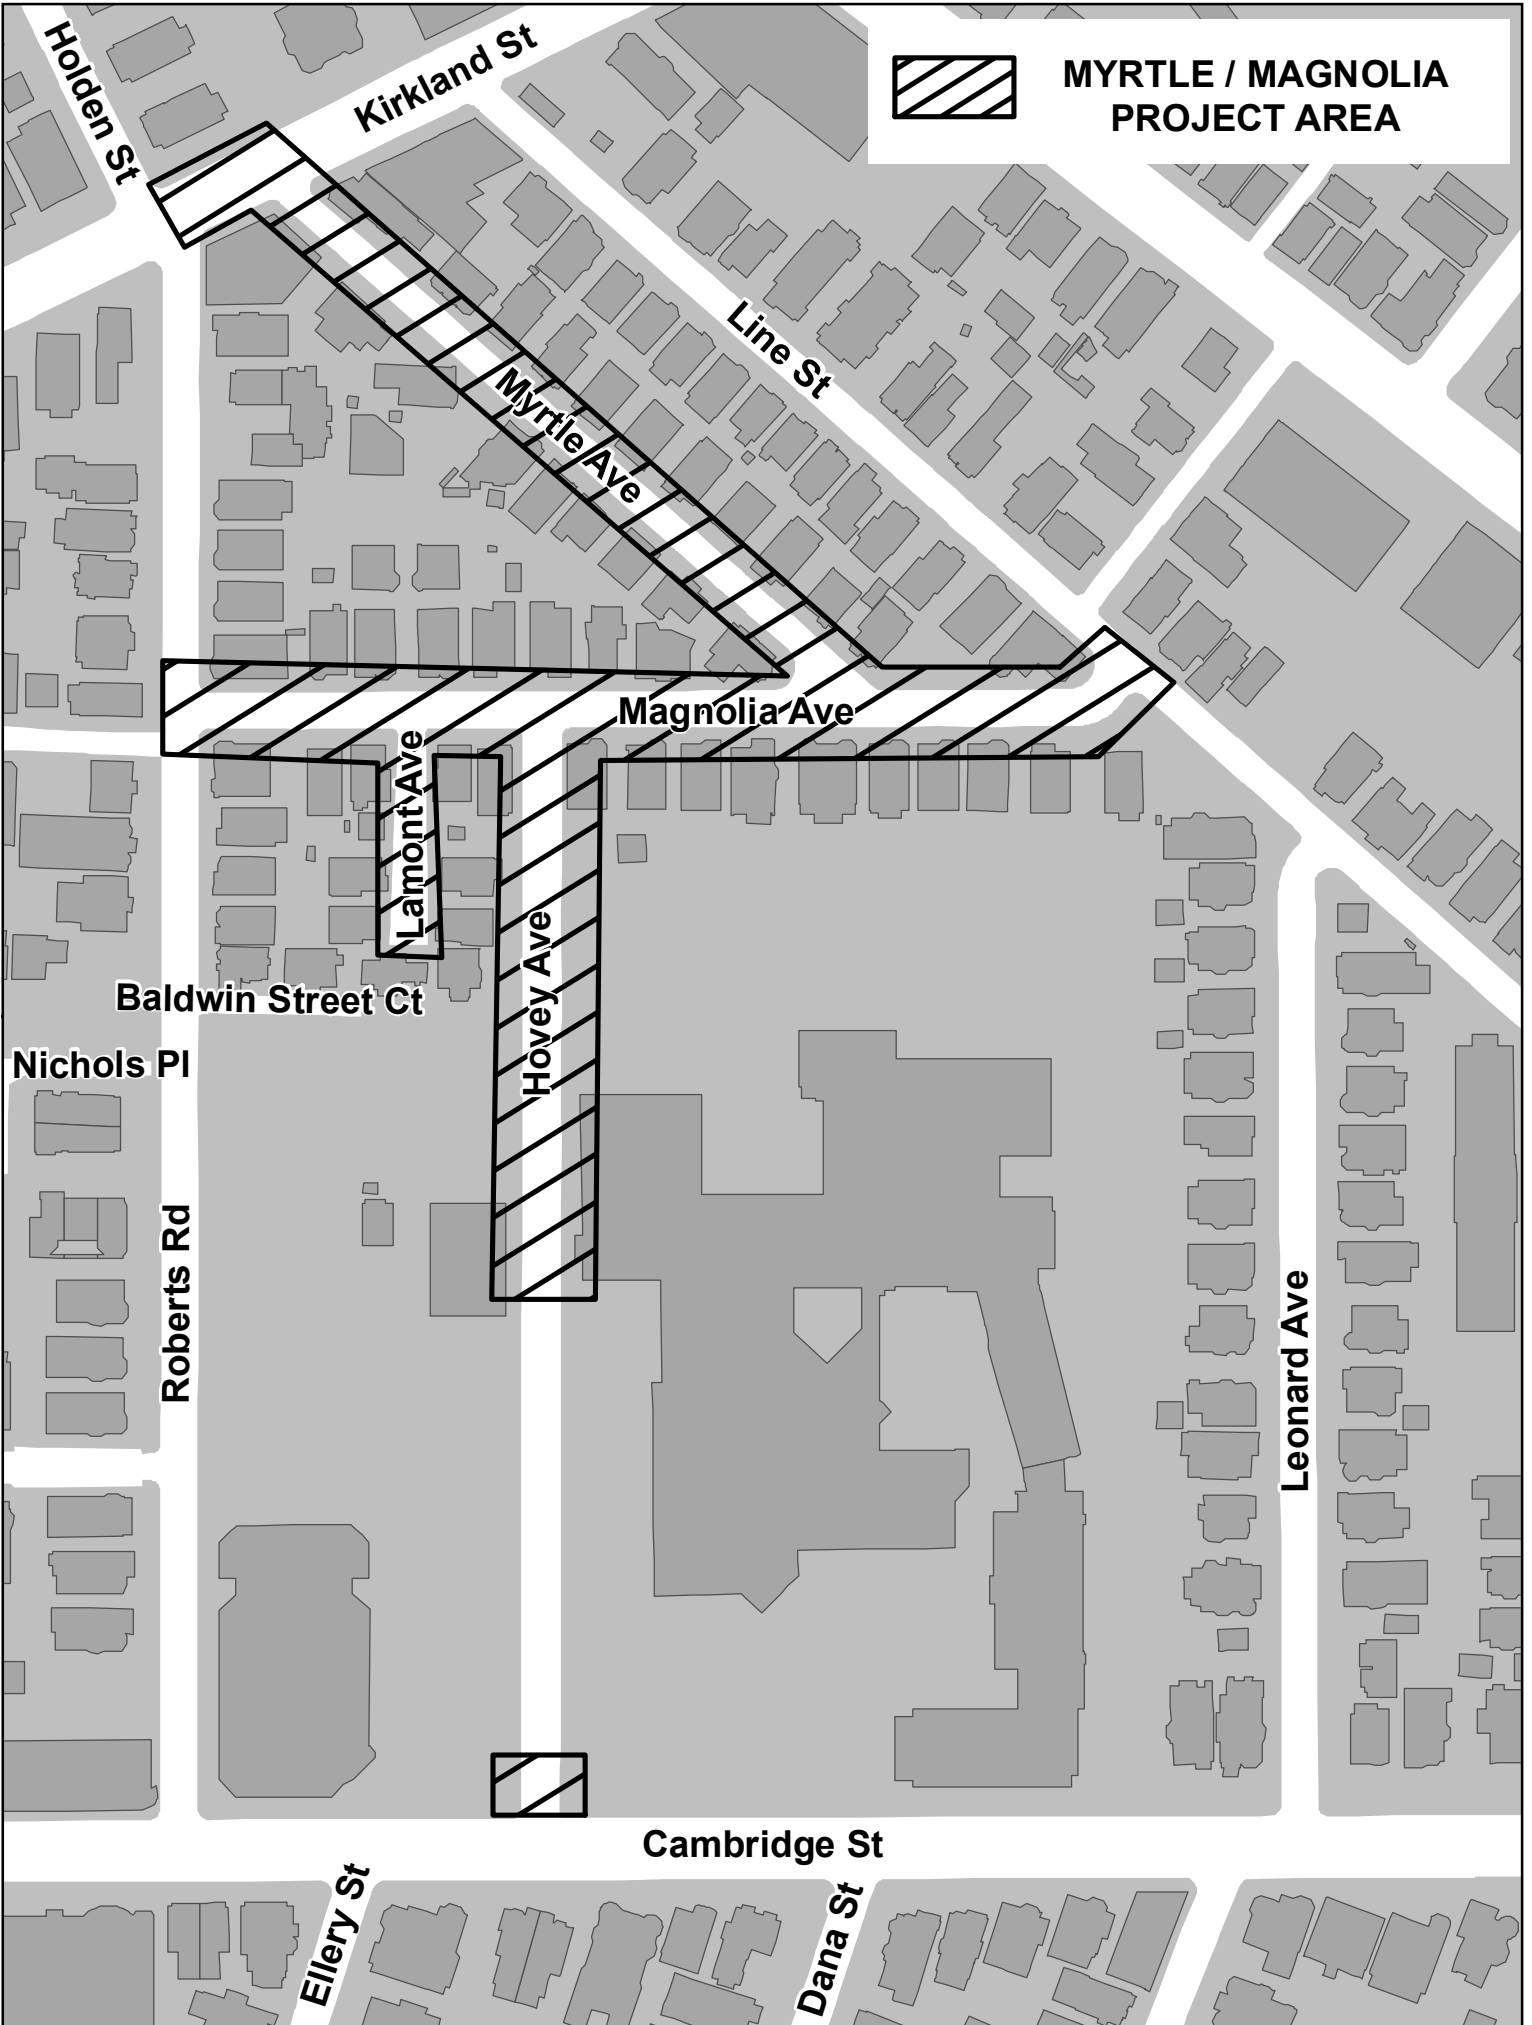 Holden St
Kirkland St
MYRTLE / MAGNOLIA
PROJECT AREA
Line St
Myrtle Ave
Magnolia Ave
Lamont Ave
Hovey Ave
Baldwin Street Ct
Nichols Pl
Roberts Rd
Leonard Ave
Cambridge St
Ellery St
Dana St